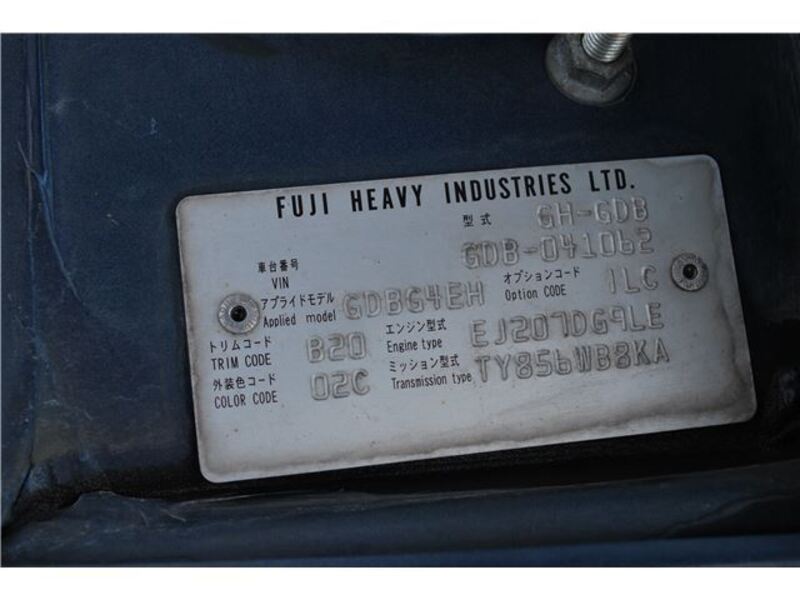 FUJI HEAVY INDUSTRIES LTD.
型式 GH-GDB
車台番号 VIN GDB-041062
アプライドモデル Applied model GDBG4EH オプションコード Option CODE 1LC
トリムコード TRIM CODE B20 エンジン型式 Engine type EJ207DG9LE
外装色コード COLOR CODE 02C ミッション型式 Transmission type TY856WB8KA